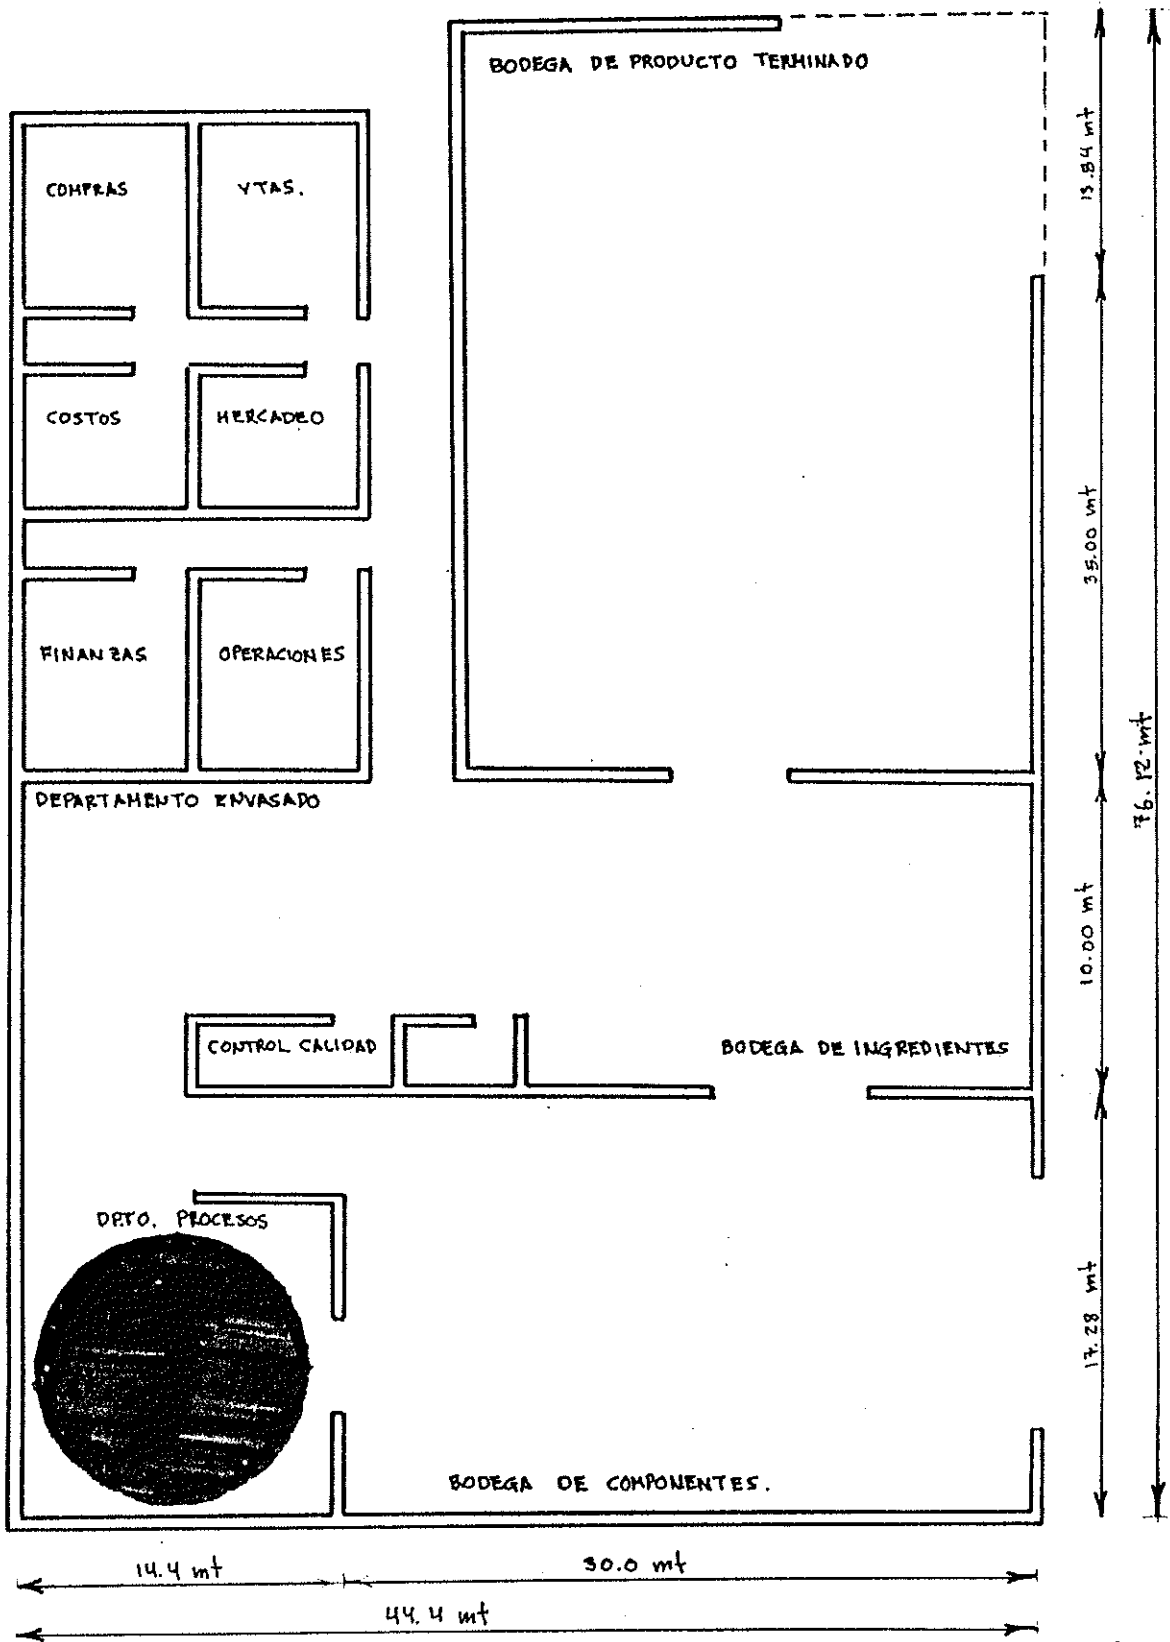 BODEGA DE PRODUCTO TERMINADO
COMPRAS
VTAS.
COSTOS
MERCADEO
FINANZAS
OPERACIONES
DEPARTAMENTO ENVASADO
CONTROL CALIDAD
BODEGA DE INGREDIENTES
DPTO. PROCESOS
BODEGA DE COMPONENTES.
13.84 mt
35.00 mt
10.00 mt
17.28 mt
76.12 mt
14.4 mt
30.0 mt
44.4 mt